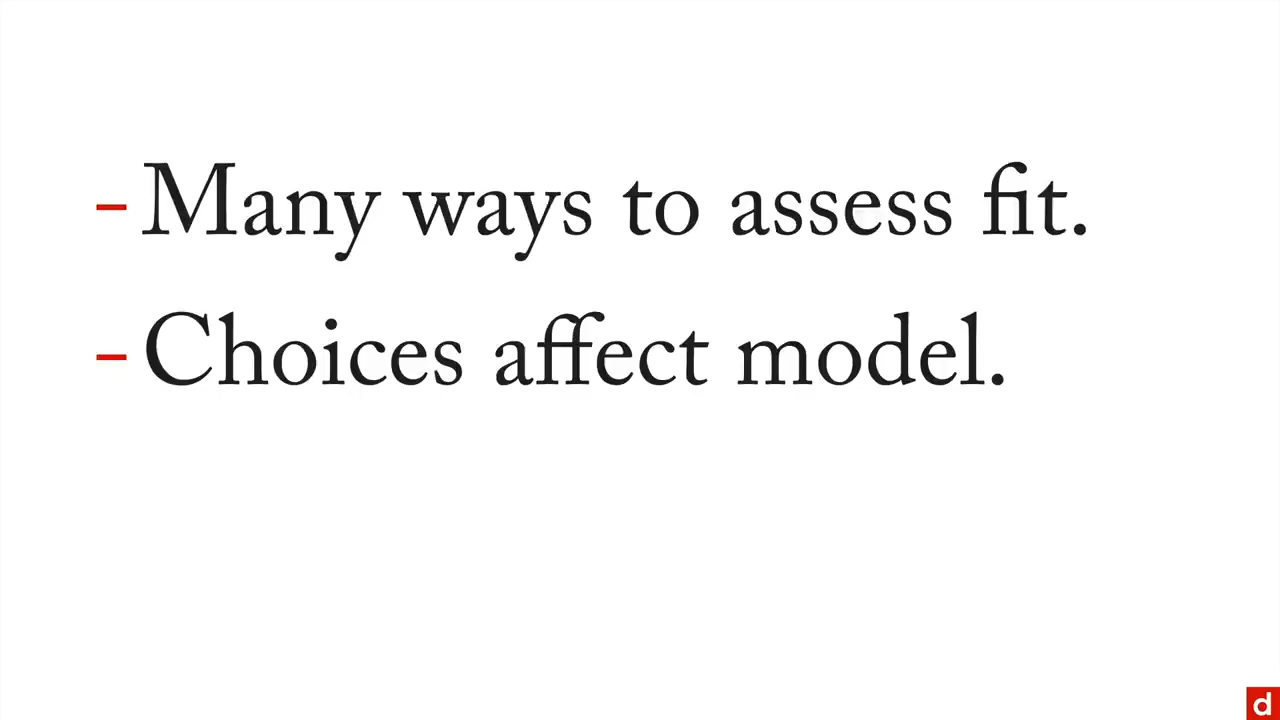 - Many ways to assess fit.
- Choices affect model.
d